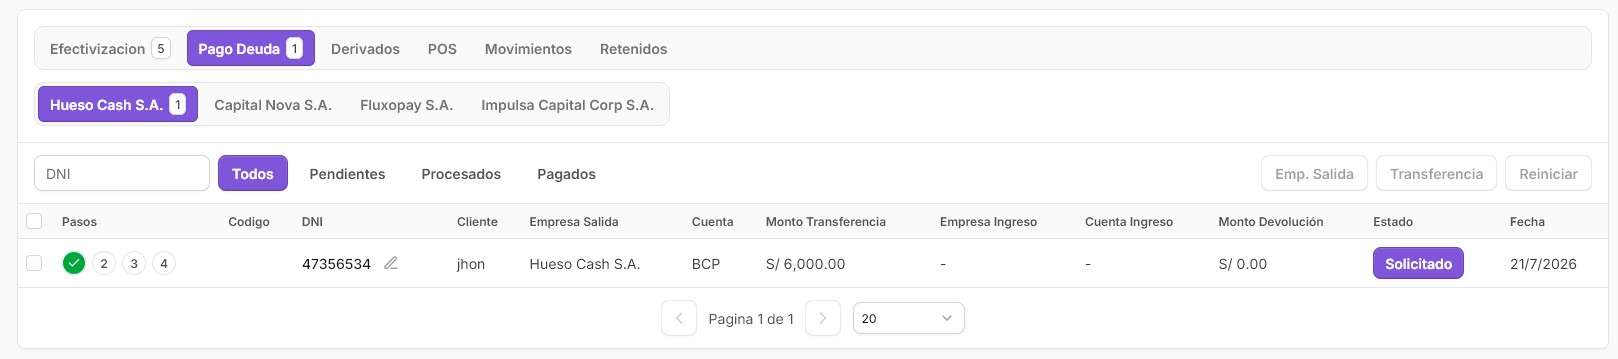 Efectivizacion 5 Pago Deuda 1 Derivados POS Movimientos Retenidos
Hueso Cash S.A. 1 Capital Nova S.A. Fluxopay S.A. Impulsa Capital Corp S.A.
DNI Todos Pendientes Procesados Pagados Emp. Salida Transferencia Reiniciar
Pasos Codigo DNI Cliente Empresa Salida Cuenta Monto Transferencia Empresa Ingreso Cuenta Ingreso Monto Devolución Estado Fecha
2 3 4 47356534 jhon Hueso Cash S.A. BCP S/ 6,000.00 - - S/ 0.00 Solicitado 21/7/2026
Pagina 1 de 1 20